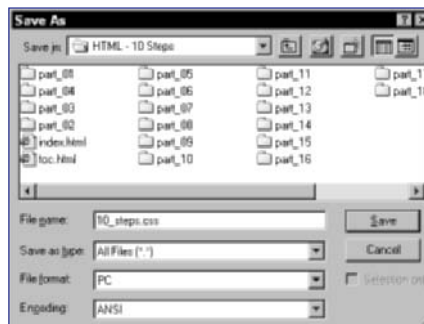 Save As
Save in: HTML - 10 Steps
part_01 part_05 part_11
part_04 part_06 part_12
part_03 part_07 part_13
part_02 part_08 part_14
index.html part_09 part_15
toc.html part_10 part_16
File name: 10_steps.css Save
Save as type: All Files (*.*) Cancel
File format: PC Selection
Encoding: ANSI